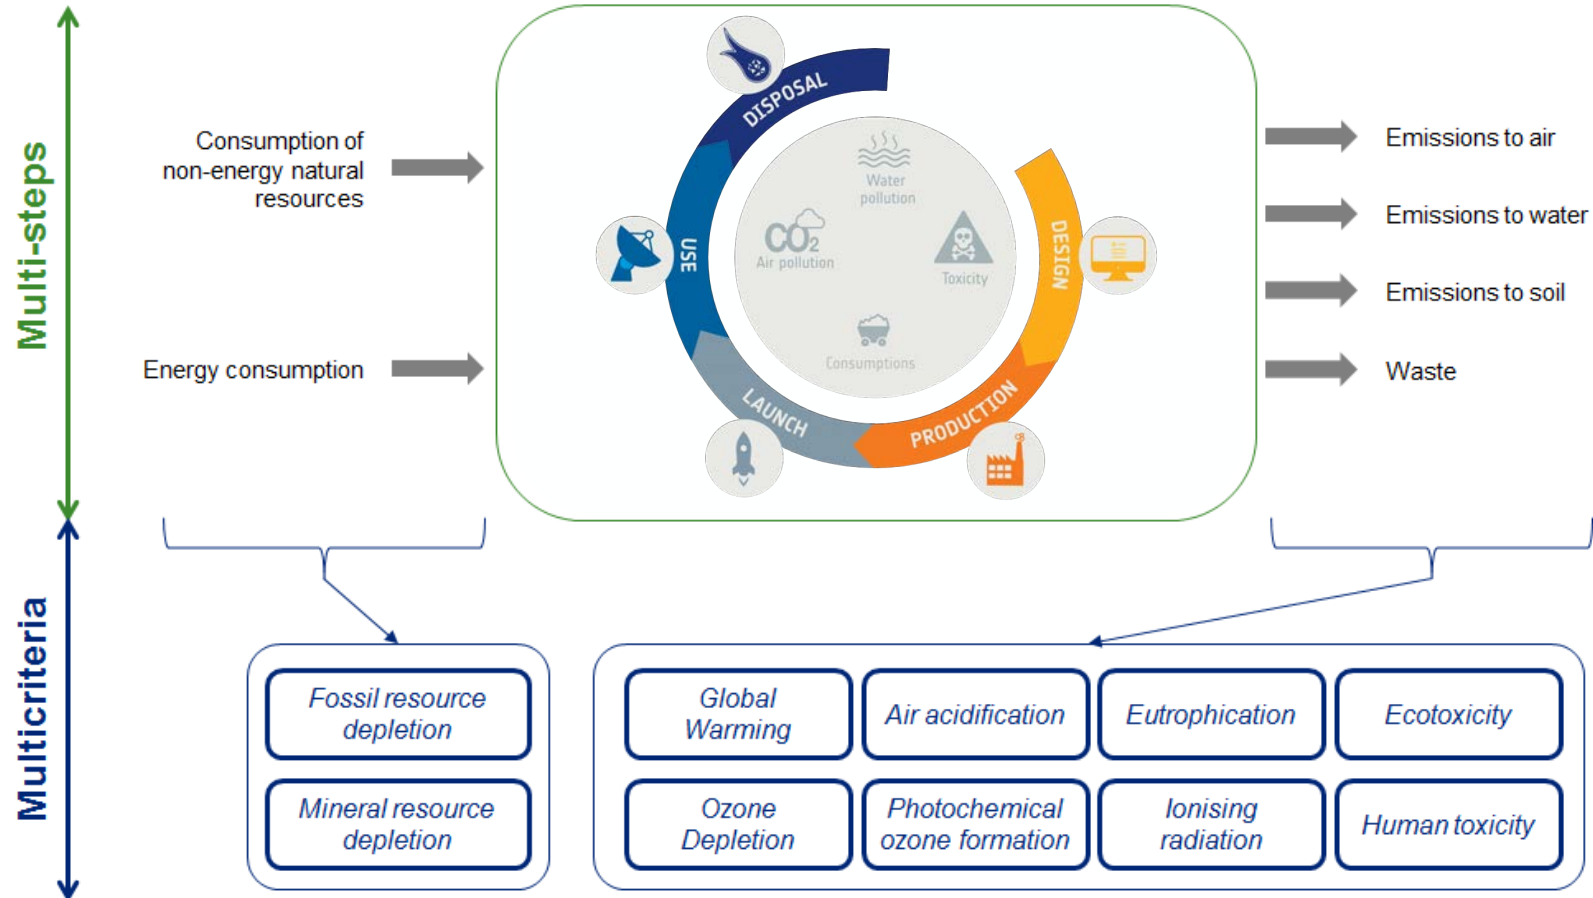 Multi-steps
Consumption of
non-energy natural
resources
Energy consumption
DISPOSAL
USE
LAUNCH
PRODUCTION
DESIGN
Water
pollution
CO2
Air pollution
Toxicity
Consumptions
Emissions to air
Emissions to water
Emissions to soil
Waste
Multicriteria
Fossil resource
depletion
Mineral resource
depletion
Global
Warming
Air acidification
Eutrophication
Ecotoxicity
Ozone
Depletion
Photochemical
ozone formation
Ionising
radiation
Human toxicity